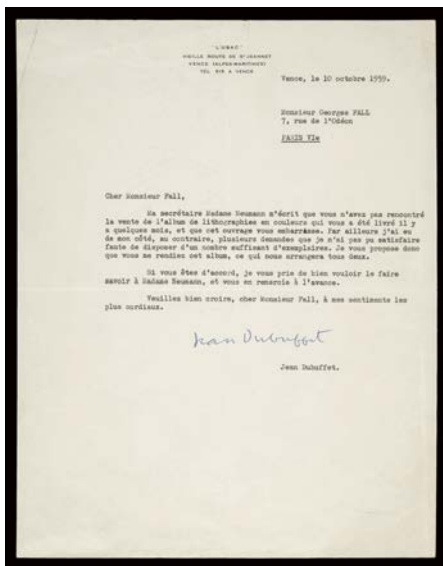 "L'UBAC"
VIEILLE ROUTE DE ST JEANNET
VENCE (ALPES-MARITIMES)
TÉL. 515 A VENCE
Vence, le 10 octobre 1959.
Monsieur Georges FALL
7, rue de l'Odéon
PARIS VIe
Cher Monsieur Fall,
Ma secrétaire Madame Neumann m'écrit que vous n'avez pas rencontré
la vente de l'album de lithographies en couleurs qui vous a été livré il y
a quelques mois, et que cet ouvrage vous embarrasse. Par ailleurs j'ai eu
de mon côté, au contraire, plusieurs demandes que je n'ai pas pu satisfaire
faute de disposer d'un nombre suffisant d'exemplaires. Je vous propose donc
que vous me rendiez cet album, ce qui nous arrangera tous deux.
Si vous êtes d'accord, je vous prie de bien vouloir le faire
savoir à Madame Neumann, et vous en remercie à l'avance.
Veuillez bien croire, cher Monsieur Fall, à mes sentiments les
plus cordiaux.
Jean Dubuffet
Jean Dubuffet.